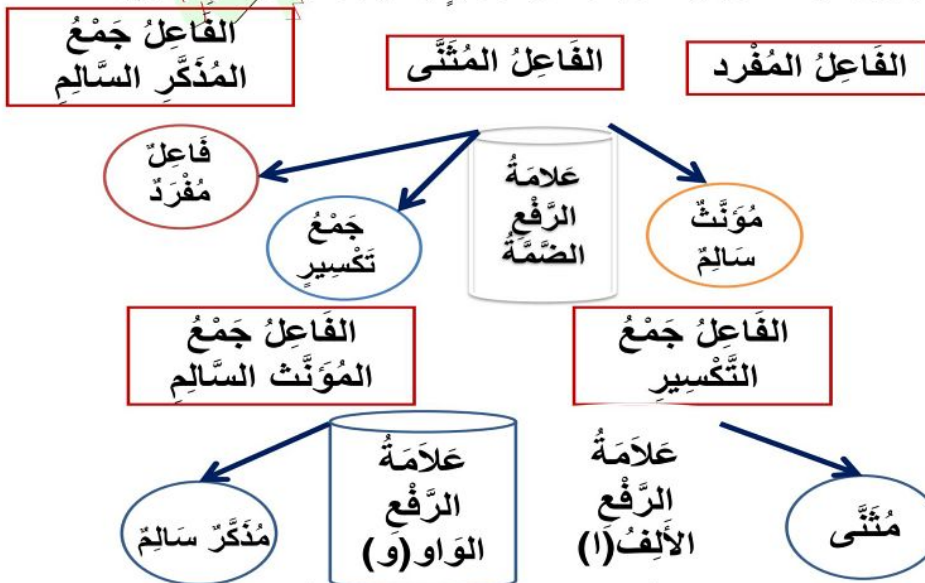 الفَاعِلُ المُفْرد
الفَاعِلُ المُثَنَّى
الفَاعِلُ جَمْعُ
المُذَكَّرِ السَّالِمِ
مُؤَنَّثٌ
سَالِمٌ
عَلامَةُ
الرَّفْعِ
الضَّمَّةُ
جَمْعُ
تَكْسِيرٍ
فَاعِلٌ
مُفْرَدٌ
الفَاعِلُ جَمْعُ
التَّكْسِيرِ
الفَاعِلُ جَمْعُ
المُؤَنَّث السَّالِمِ
مُثَنَّى
عَلاَمَةُ
الرَّفْعِ
الأَلِفُ(ا)
عَلاَمَةُ
الرَّفْعِ
الوَاو(و)
مُذَكَّرٌ سَالِمٌ